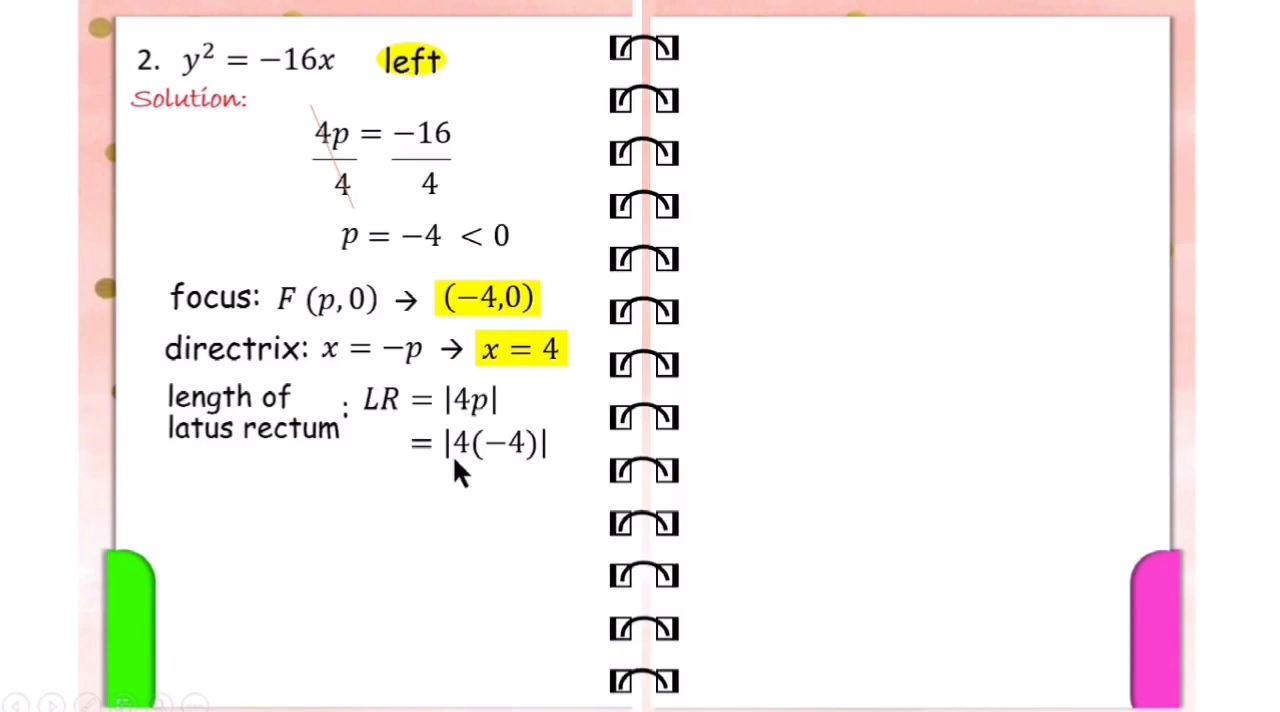 2. y² = −16x left
Solution:
4p = −16
4 4
p = −4 < 0
focus: F (p, 0) → (−4,0)
directrix: x = −p → x = 4
length of
latus rectum : LR = |4p|
= |4(−4)|